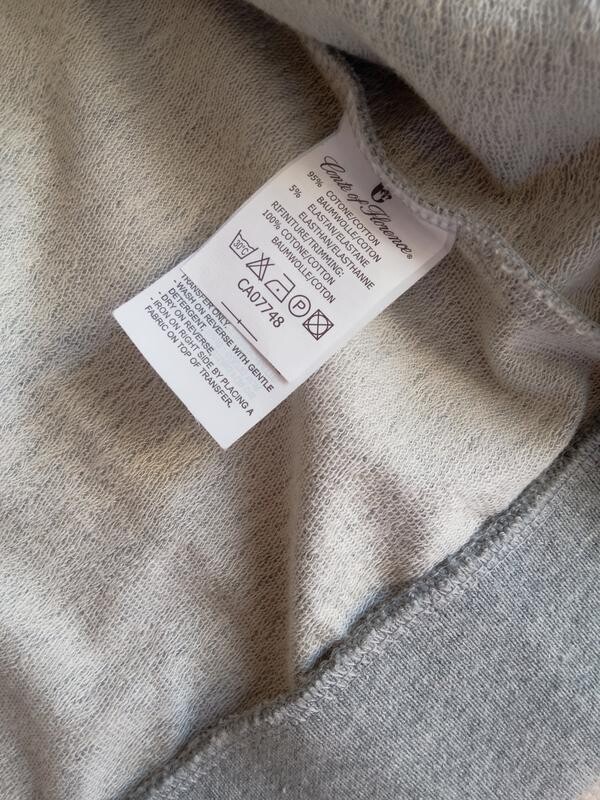 Conte of Florence®
95% COTONE/COTTON
BAUMWOLLE/COTON
5% ELASTAN/ELASTANE
ELASTHAN/ELASTHANNE
RIFINITURE/TRIMMING:
100% COTONE/COTTON
BAUMWOLLE/COTON
30°C P
CA07748
TRANSFER ONLY.
- WASH ON REVERSE WITH GENTLE
DETERGENT.
- DRY ON REVERSE.
- IRON ON RIGHT SIDE BY PLACING A
FABRIC ON TOP OF TRANSFER.